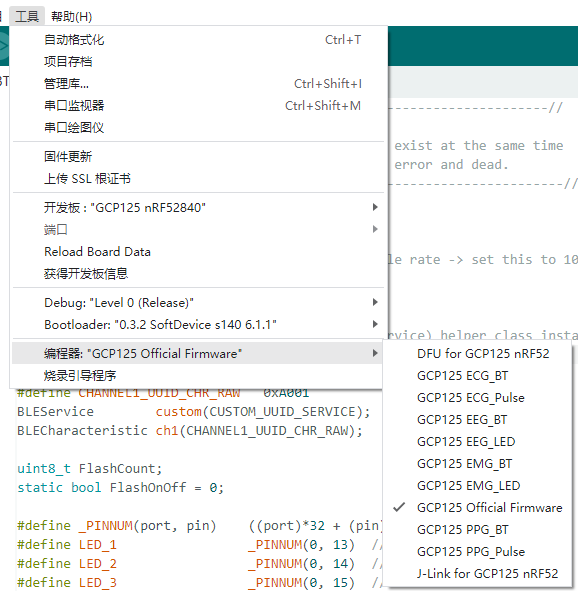 工具 帮助(H)
自动格式化 Ctrl+T
项目存档
管理库... Ctrl+Shift+I
串口监视器 Ctrl+Shift+M
串口绘图仪
固件更新
上传 SSL 根证书
开发板 : "GCP125 nRF52840"
端口
Reload Board Data
获得开发板信息
Debug: "Level 0 (Release)"
Bootloader: "0.3.2 SoftDevice s140 6.1.1"
编程器: "GCP125 Official Firmware"
烧录引导程序
DFU for GCP125 nRF52
GCP125 ECG_BT
GCP125 ECG_Pulse
GCP125 EEG_BT
GCP125 EEG_LED
GCP125 EMG_BT
GCP125 EMG_LED
GCP125 Official Firmware
GCP125 PPG_BT
GCP125 PPG_Pulse
J-Link for GCP125 nRF52
BT
---------------------//
exist at the same time
error and dead.
-----------------------//
le rate -> set this to 10
rvice) helper class insta
#define CHANNEL1_UUID_CHR_RAW 0xA001
BLEService custom(CUSTOM_UUID_SERVICE);
BLECharacteristic ch1(CHANNEL1_UUID_CHR_RAW);
uint8_t FlashCount;
static bool FlashOnOff = 0;
#define _PINNUM(port, pin) ((port)*32 + (pin)
#define LED_1 _PINNUM(0, 13) //
#define LED_2 _PINNUM(0, 14) //
#define LED_3 _PINNUM(0, 15) //